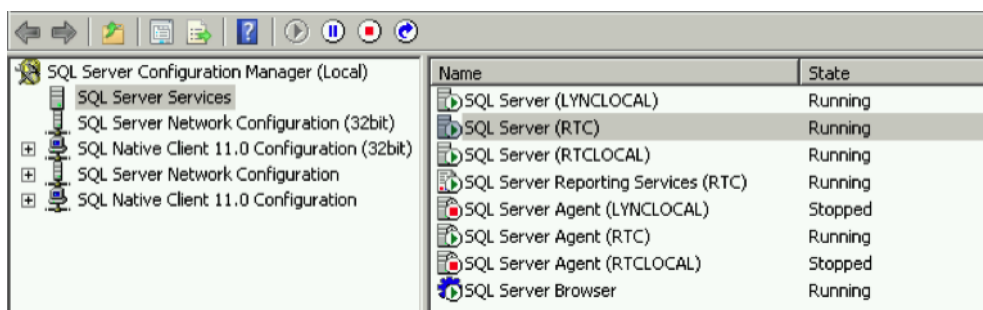 SQL Server Configuration Manager (Local)
SQL Server Services
SQL Server Network Configuration (32bit)
SQL Native Client 11.0 Configuration (32bit)
SQL Server Network Configuration
SQL Native Client 11.0 Configuration
Name State
SQL Server (LYNCLOCAL) Running
SQL Server (RTC) Running
SQL Server (RTCLOCAL) Running
SQL Server Reporting Services (RTC) Running
SQL Server Agent (LYNCLOCAL) Stopped
SQL Server Agent (RTC) Running
SQL Server Agent (RTCLOCAL) Stopped
SQL Server Browser Running